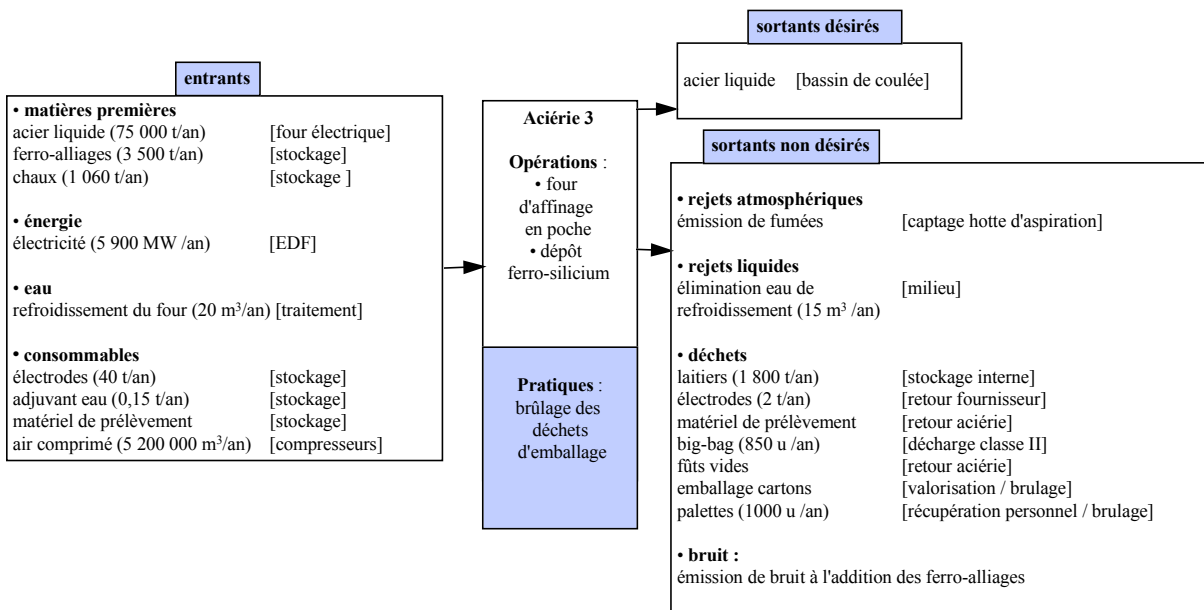 entrants
• matières premières
acier liquide (75 000 t/an) [four électrique]
ferro-alliages (3 500 t/an) [stockage]
chaux (1 060 t/an) [stockage ]
• énergie
électricité (5 900 MW /an) [EDF]
• eau
refroidissement du four (20 m³/an) [traitement]
• consommables
électrodes (40 t/an) [stockage]
adjuvant eau (0,15 t/an) [stockage]
matériel de prélèvement [stockage]
air comprimé (5 200 000 m³/an) [compresseurs]
Aciérie 3
Opérations :
• four
d'affinage
en poche
• dépôt
ferro-silicium
Pratiques :
brûlage des
déchets
d'emballage
sortants désirés
acier liquide [bassin de coulée]
sortants non désirés
• rejets atmosphériques
émission de fumées [captage hotte d'aspiration]
• rejets liquides
élimination eau de [milieu]
refroidissement (15 m³ /an)
• déchets
laitiers (1 800 t/an) [stockage interne]
électrodes (2 t/an) [retour fournisseur]
matériel de prélèvement [retour aciérie]
big-bag (850 u /an) [décharge classe II]
fûts vides [retour aciérie]
emballage cartons [valorisation / brulage]
palettes (1000 u /an) [récupération personnel / brulage]
• bruit :
émission de bruit à l'addition des ferro-alliages